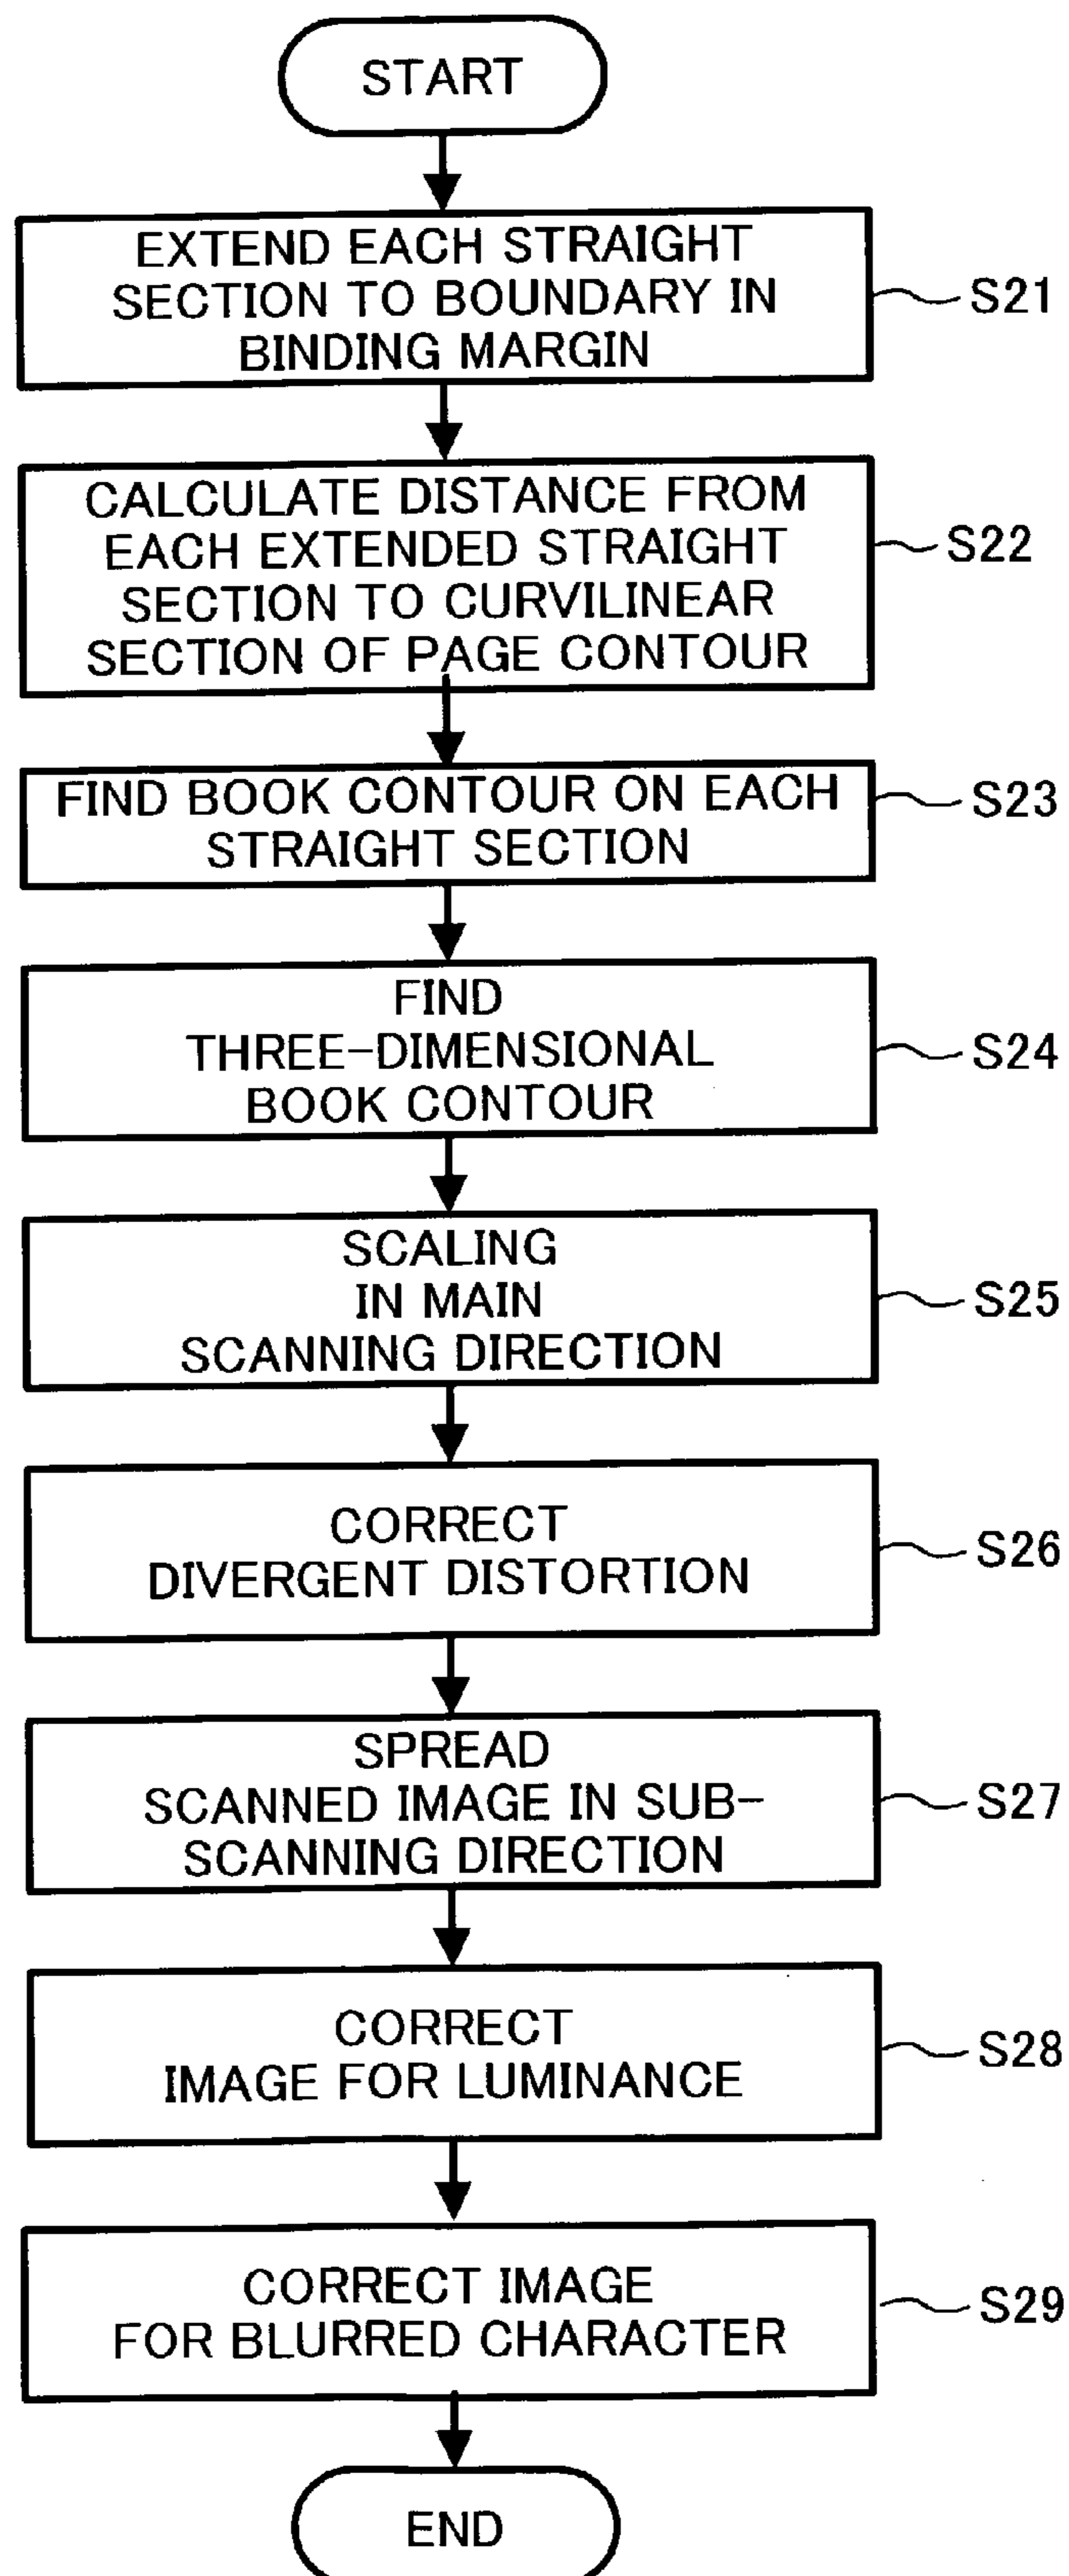 START
EXTEND EACH STRAIGHT
SECTION TO BOUNDARY IN
BINDING MARGIN
S21
CALCULATE DISTANCE FROM
EACH EXTENDED STRAIGHT
SECTION TO CURVILINEAR
SECTION OF PAGE CONTOUR
S22
FIND BOOK CONTOUR ON EACH
STRAIGHT SECTION
S23
FIND
THREE-DIMENSIONAL
BOOK CONTOUR
S24
SCALING
IN MAIN
SCANNING DIRECTION
S25
CORRECT
DIVERGENT DISTORTION
S26
SPREAD
SCANNED IMAGE IN SUB-
SCANNING DIRECTION
S27
CORRECT
IMAGE FOR LUMINANCE
S28
CORRECT IMAGE
FOR BLURRED CHARACTER
S29
END